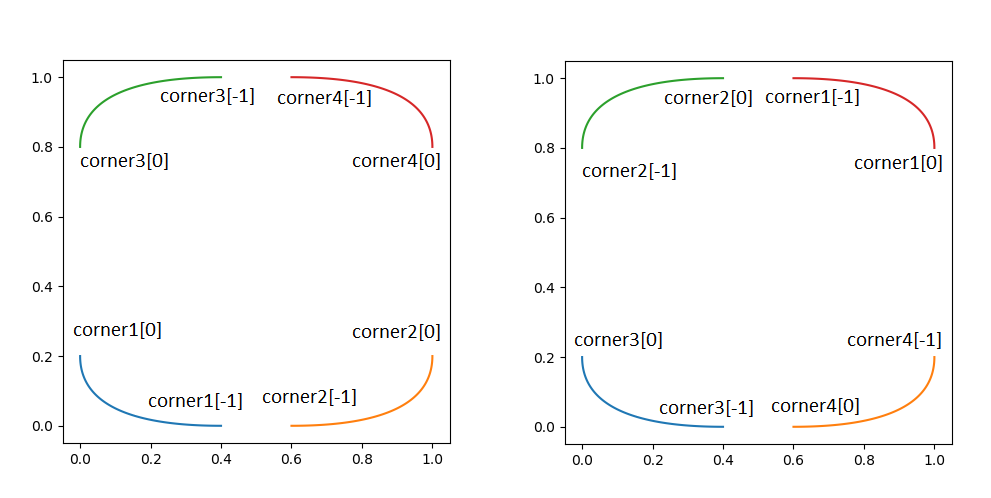 1.0
corner3[-1]
corner4[-1]
0.8
corner3[0]
corner4[0]
0.6
0.4
corner1[0]
corner2[0]
0.2
corner1[-1]
corner2[-1]
0.0
0.0 0.2 0.4 0.6 0.8 1.0
1.0
corner2[0]
corner1[-1]
0.8
corner2[-1]
corner1[0]
0.6
0.4
corner3[0]
corner4[-1]
0.2
corner3[-1]
corner4[0]
0.0
0.0 0.2 0.4 0.6 0.8 1.0